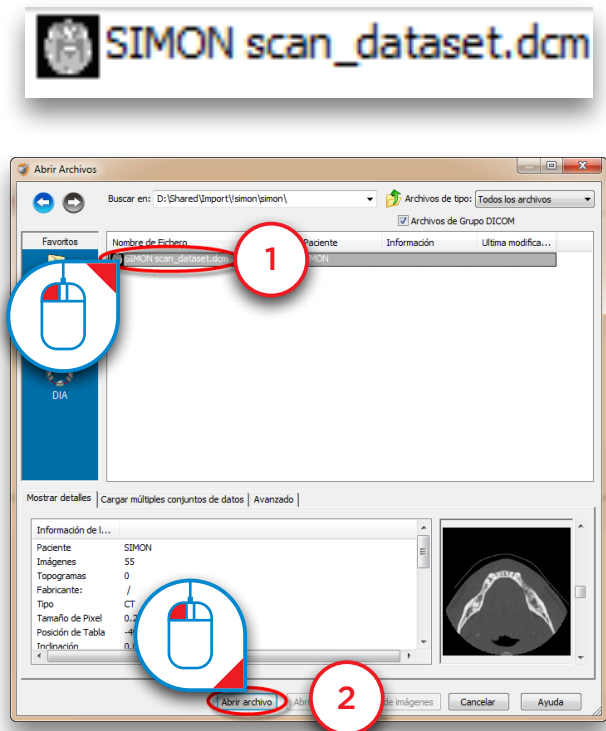 SIMON scan_dataset.dcm
Abrir Archivos
Buscar en: D:\Shared\Import\!simon\simon\ Archivos de tipo: Todos los archivos
Archivos de Grupo DICOM
Favoritos Nombre de Fichero Paciente Información Ultima modifica...
SIMON scan_dataset.dcm SIMON
1
DIA
Mostrar detalles Cargar múltiples conjuntos de datos Avanzado
Información de l...
Paciente SIMON
Imágenes 55
Topogramas 0
Fabricante: /
Tipo CT
Tamaño de Pixel
Posición de Tabla
Inclinación
Abrir archivo de imágenes Cancelar Ayuda
2